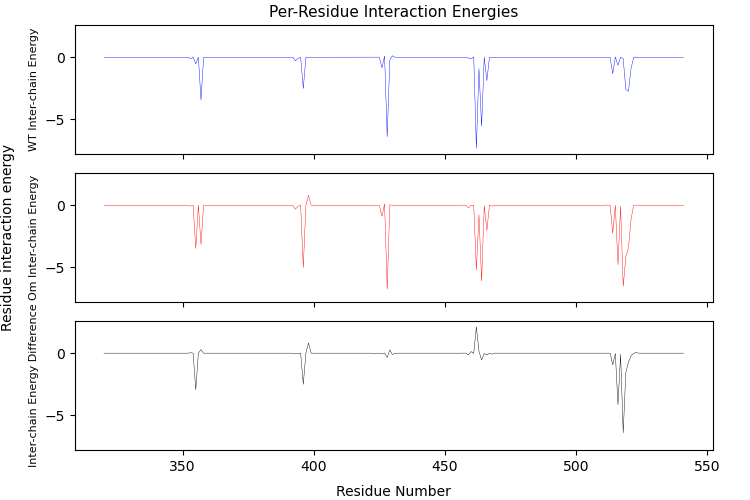 Per-Residue Interaction Energies
WT Inter-chain Energy
0
−5
Residue interaction energy
Om Inter-chain Energy
0
−5
Inter-chain Energy Difference
0
−5
350
400
450
500
550
Residue Number